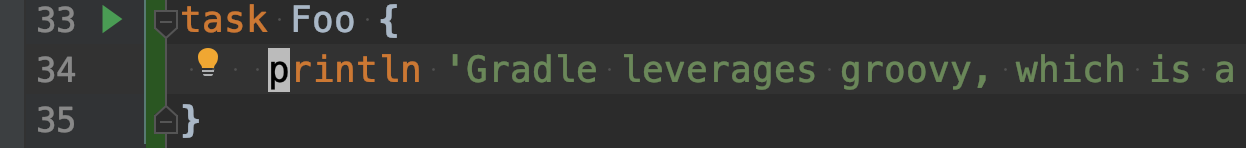 33 task Foo {
34 println 'Gradle leverages groovy, which is a
35 }